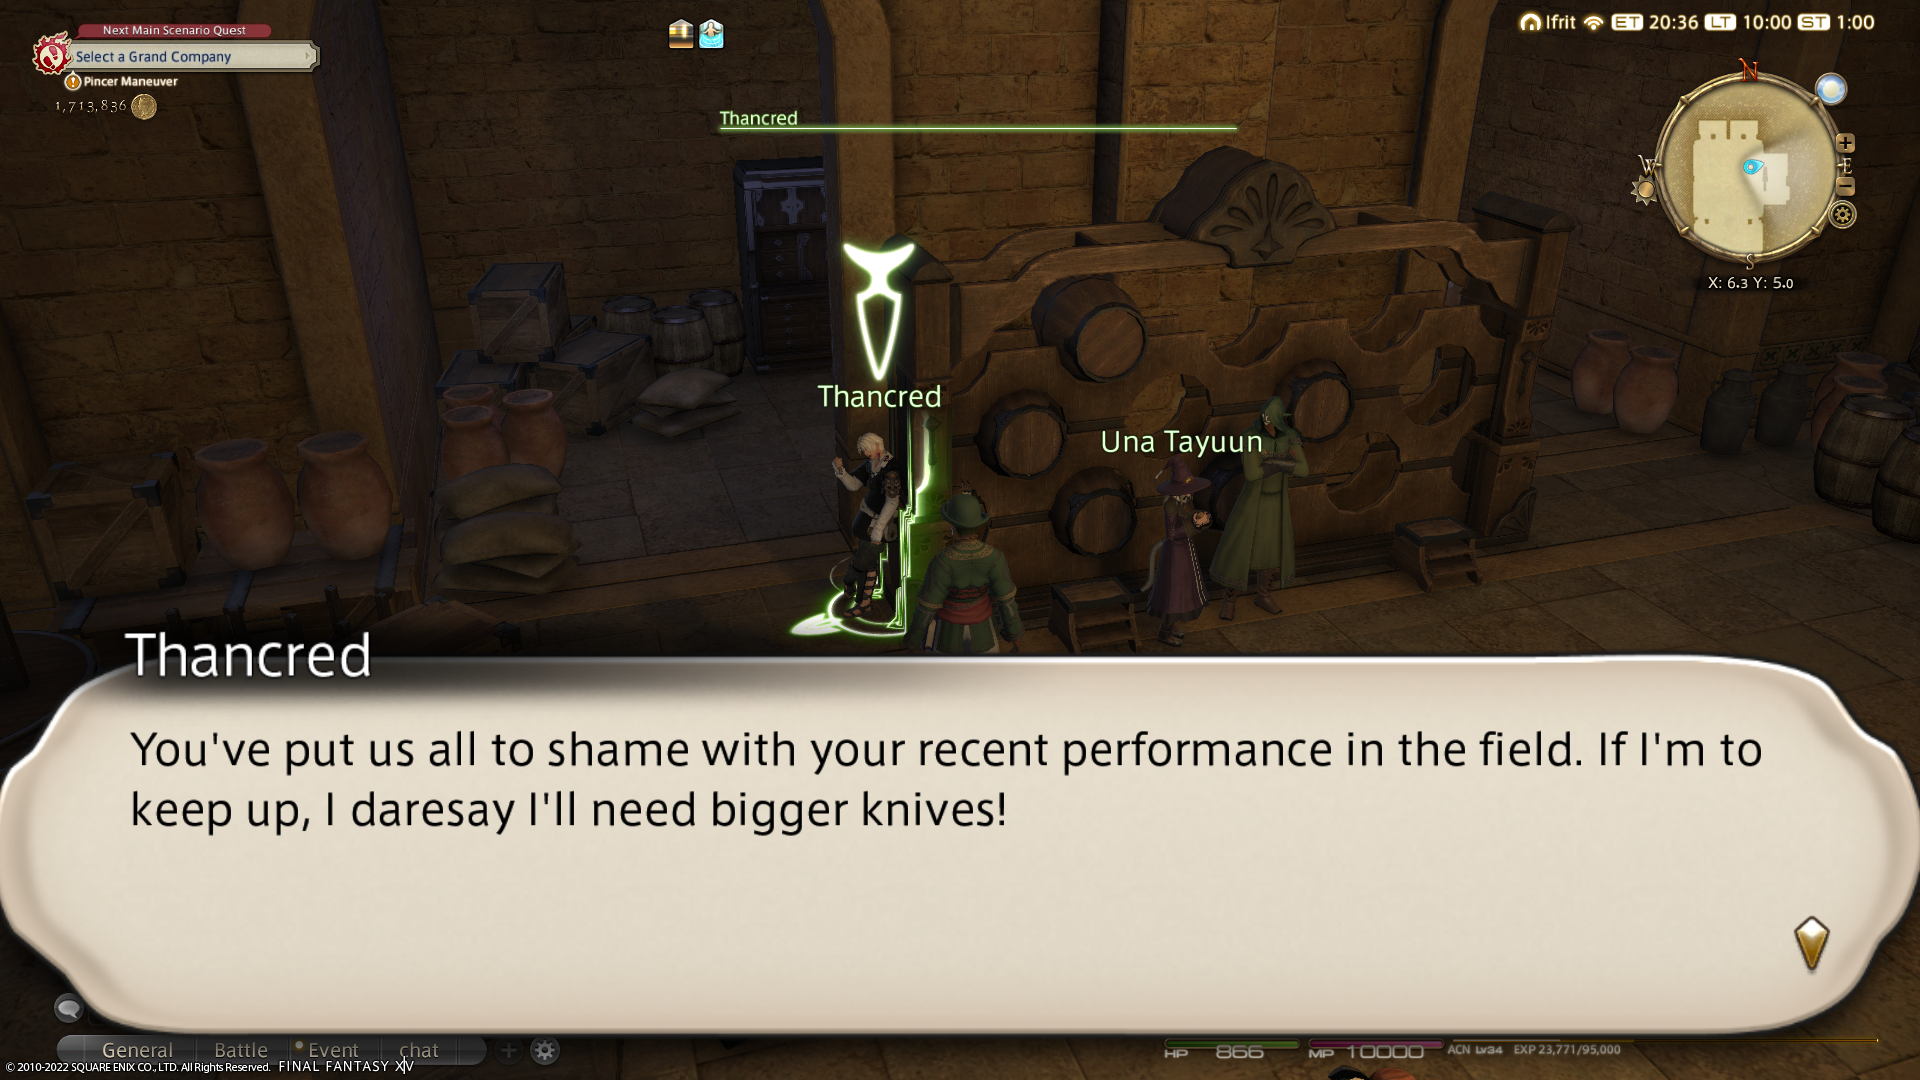 Next Main Scenario Quest
Select a Grand Company
Pincer Maneuver
1,713,836
Ifrit ET 20:36 LT 10:00 ST 1:00
Thancred
N
W
E
S
X: 6.3 Y: 5.0
Thancred
Una Tayuun
Thancred
You've put us all to shame with your recent performance in the field. If I'm to
keep up, I daresay I'll need bigger knives!
General Battle Event chat
HP 866 MP 10000 ACN Lv34 EXP 23,771/95,000
© 2010-2022 SQUARE ENIX CO., LTD. All Rights Reserved. FINAL FANTASY XIV